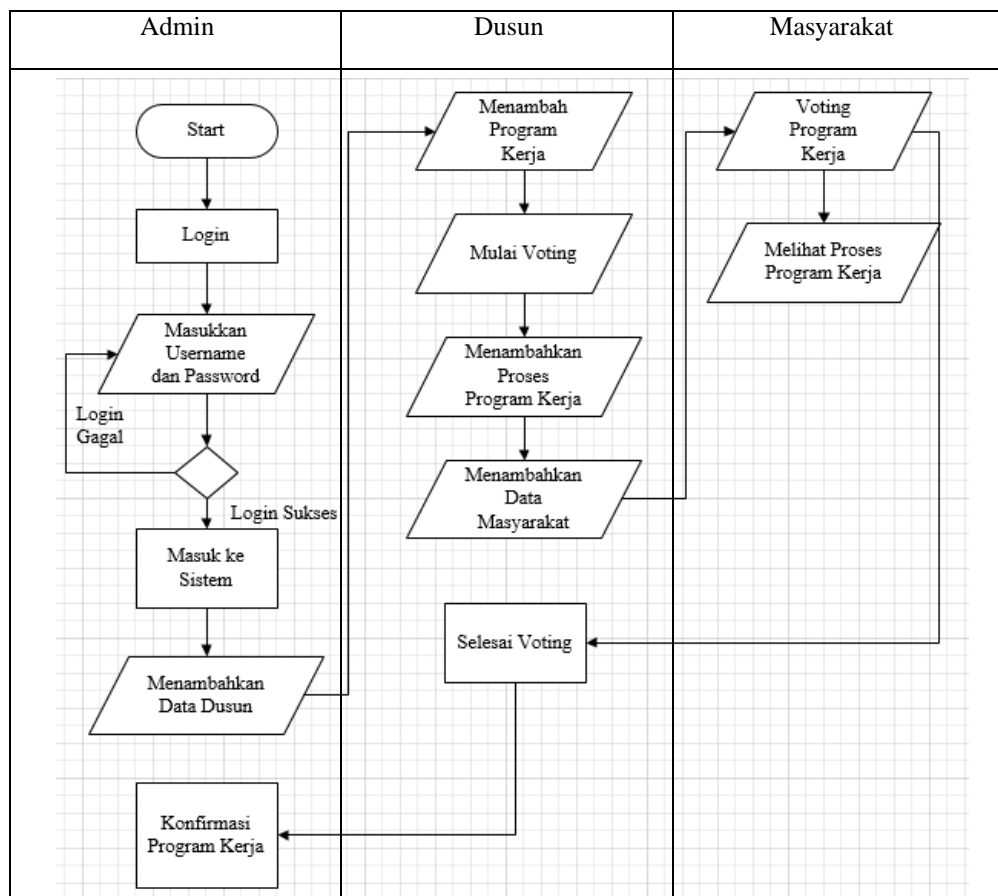 Admin
Dusun
Masyarakat
Start
Login
Masukkan
Username
dan Password
Login
Gagal
Login Sukses
Masuk ke
Sistem
Menambahkan
Data Dusun
Konfirmasi
Program Kerja
Menambah
Program
Kerja
Mulai Voting
Menambahkan
Proses
Program Kerja
Menambahkan
Data
Masyarakat
Selesai Voting
Voting
Program
Kerja
Melihat Proses
Program Kerja